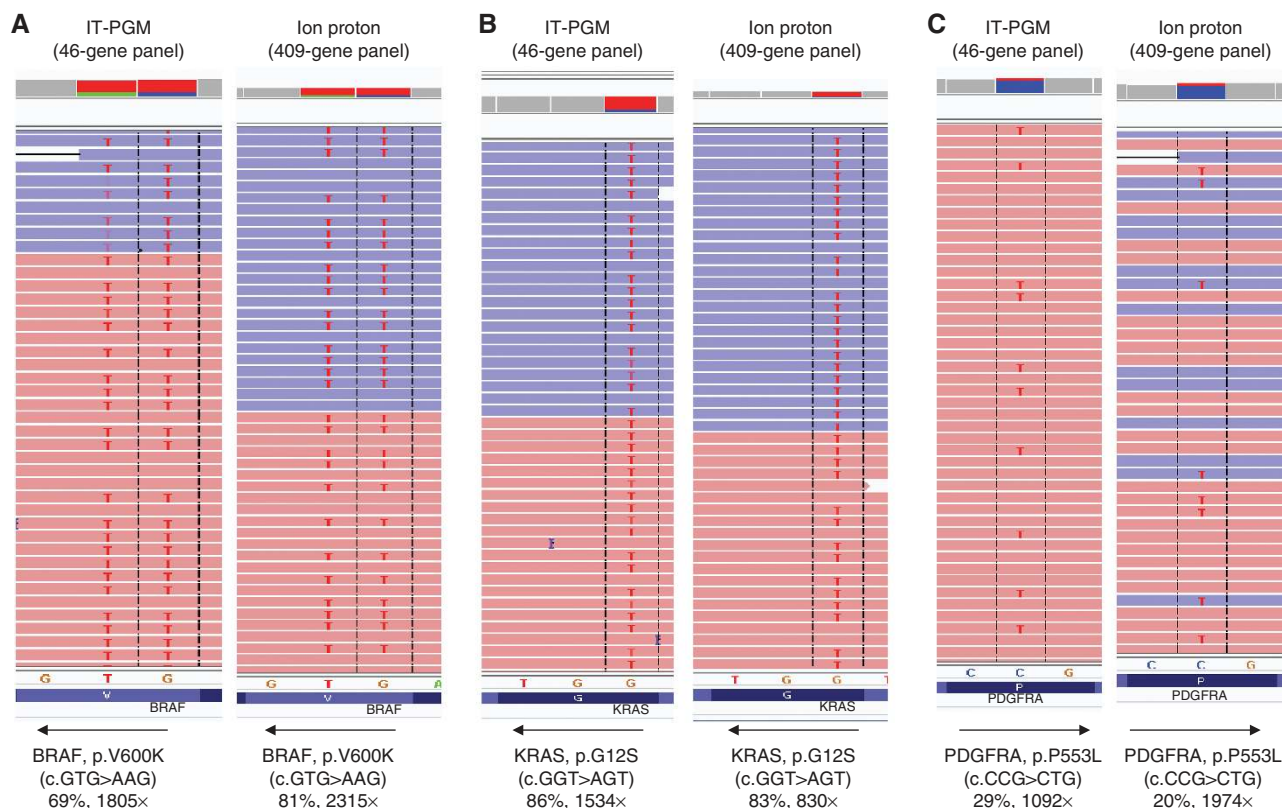 A
IT-PGM
(46-gene panel)
Ion proton
(409-gene panel)
B
IT-PGM
(46-gene panel)
Ion proton
(409-gene panel)
C
IT-PGM
(46-gene panel)
Ion proton
(409-gene panel)
G T G
V
BRAF
G T G A
V
BRAF
T G G
G
KRAS
T G G T
G
KRAS
C C G
P
PDGFRA
C C G
P
PDGFRA
BRAF, p.V600K
(c.GTG>AAG)
69%, 1805×
BRAF, p.V600K
(c.GTG>AAG)
81%, 2315×
KRAS, p.G12S
(c.GGT>AGT)
86%, 1534×
KRAS, p.G12S
(c.GGT>AGT)
83%, 830×
PDGFRA, p.P553L
(c.CCG>CTG)
29%, 1092×
PDGFRA, p.P553L
(c.CCG>CTG)
20%, 1974×